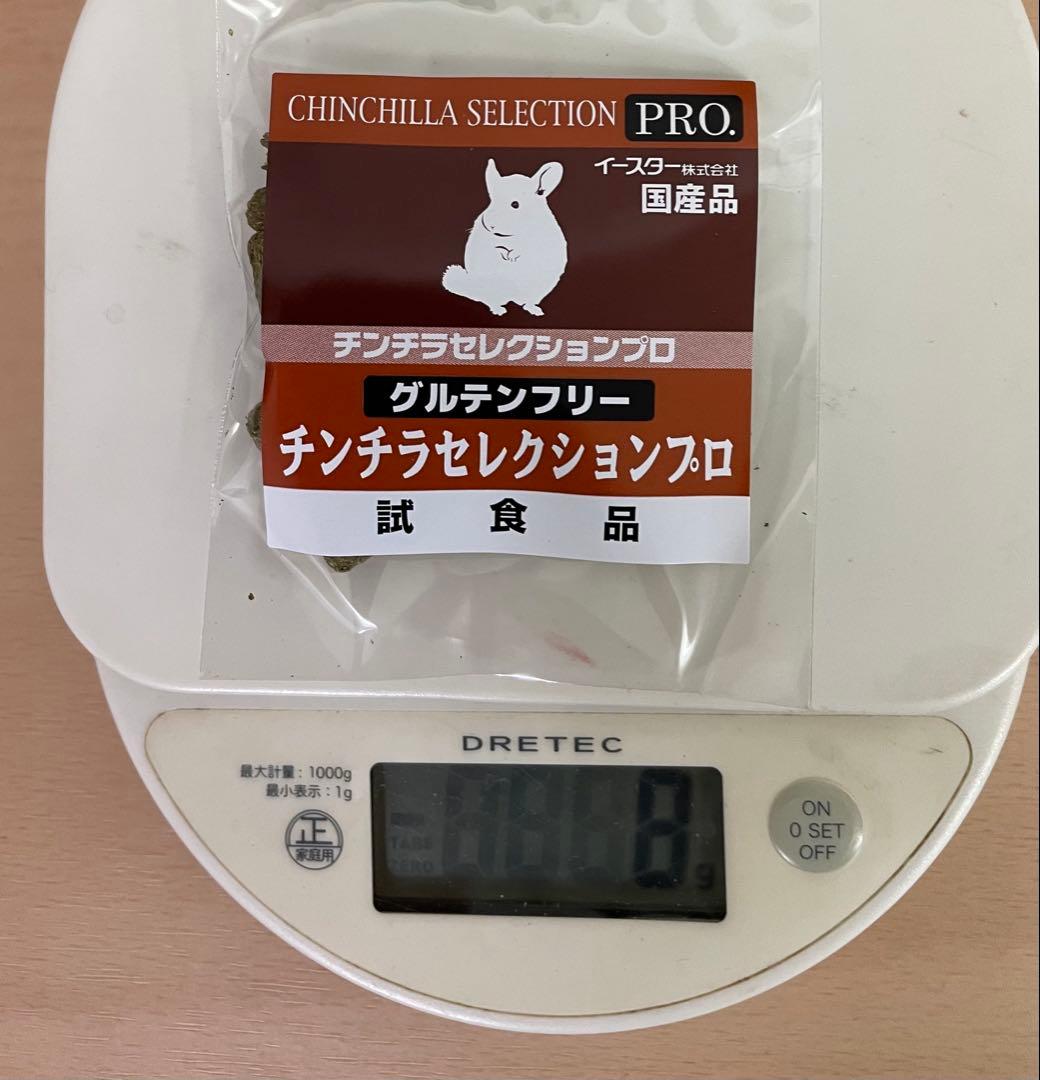 CHINCHILLA SELECTION PRO.
イースター株式会社
国産品
チンチラセレクションプロ
グルテンフリー
チンチラセレクションプロ
試食品
DRETEC
最大計量：1000g
最小表示：1g
正
家庭用
8g
TARE
ZERO
ON
0 SET
OFF